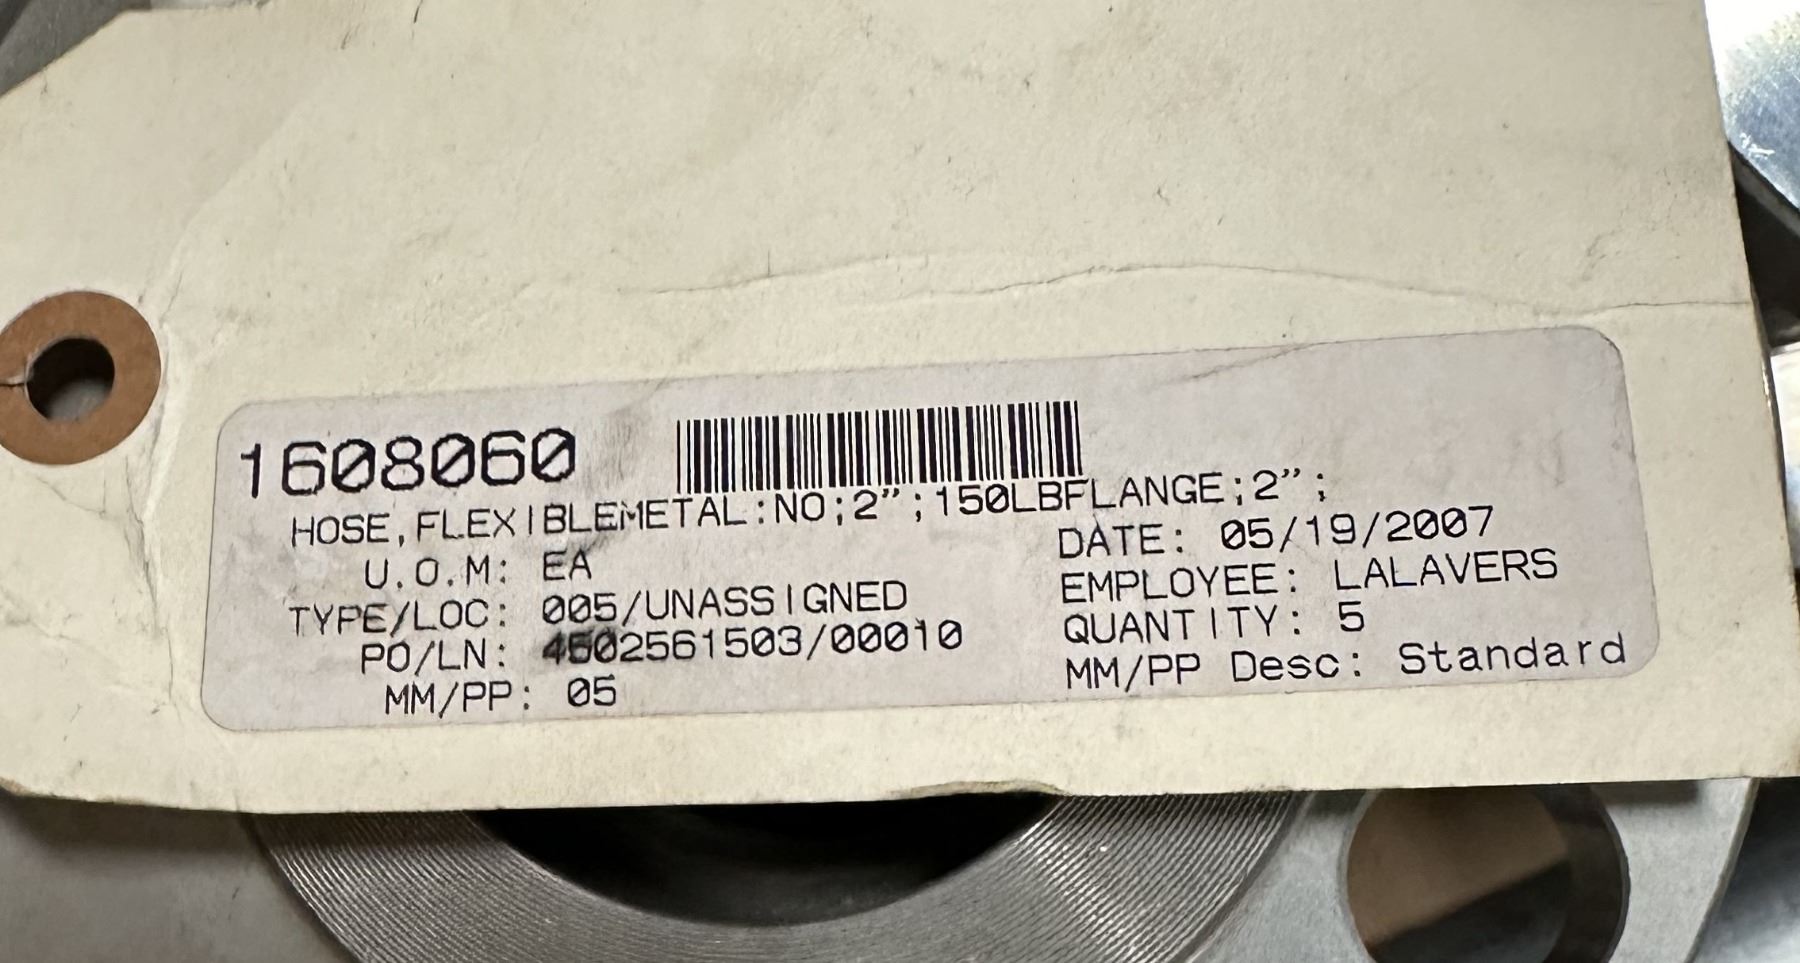 1608060
HOSE,FLEXIBLEMETAL:NO;2";150LBFLANGE;2";
U.O.M: EA
DATE: 05/19/2007
TYPE/LOC: 005/UNASSIGNED
EMPLOYEE: LALAVERS
PO/LN: 4502561503/00010
QUANTITY: 5
MM/PP: 05
MM/PP Desc: Standard